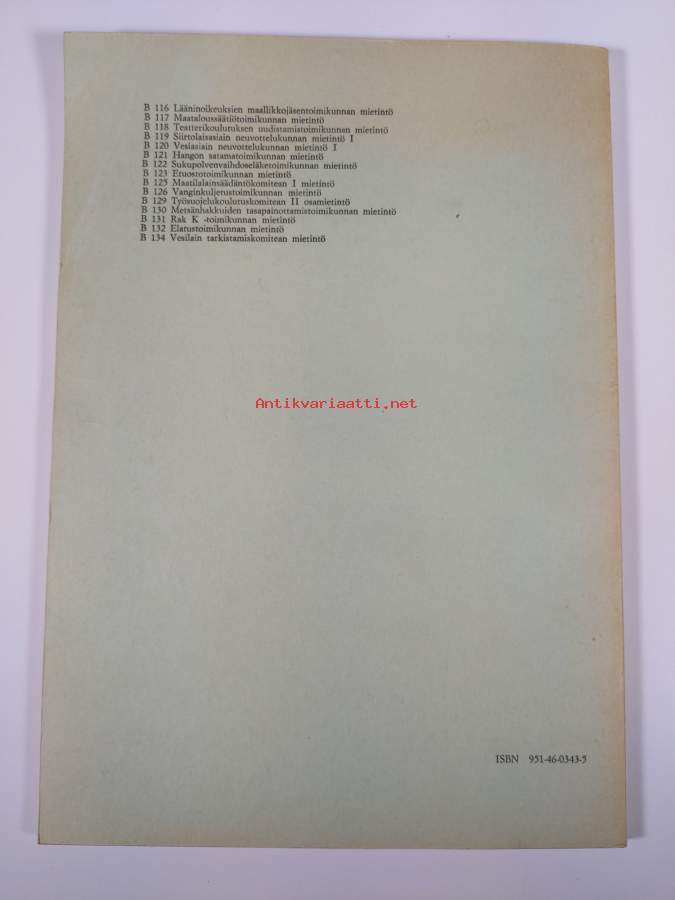 B 116 Lääninoikeuksien maallikkojäsentoimikunnan mietintö
B 117 Maataloussäätiötoimikunnan mietintö
B 118 Teatterikoulutuksen uudistamistoimikunnan mietintö
B 119 Siirtolaisasiain neuvottelukunnan mietintö I
B 120 Vesiasiain neuvottelukunnan mietintö I
B 121 Hangon satamatoimikunnan mietintö
B 122 Sukupolvenvaihdoseläketoimikunnan mietintö
B 123 Etuostotoimikunnan mietintö
B 125 Maatilalainsäädäntökomitean I mietintö
B 126 Vanginkuljetustoimikunnan mietintö
B 129 Työsuojelukoulutuskomitean II osamietintö
B 130 Metsänhakkuiden tasapainottamistoimikunnan mietintö
B 131 Rak K -toimikunnan mietintö
B 132 Elatustoimikunnan mietintö
B 134 Vesilain tarkistamiskomitean mietintö
Antikvariaatti.net
ISBN 951-46-0343-5